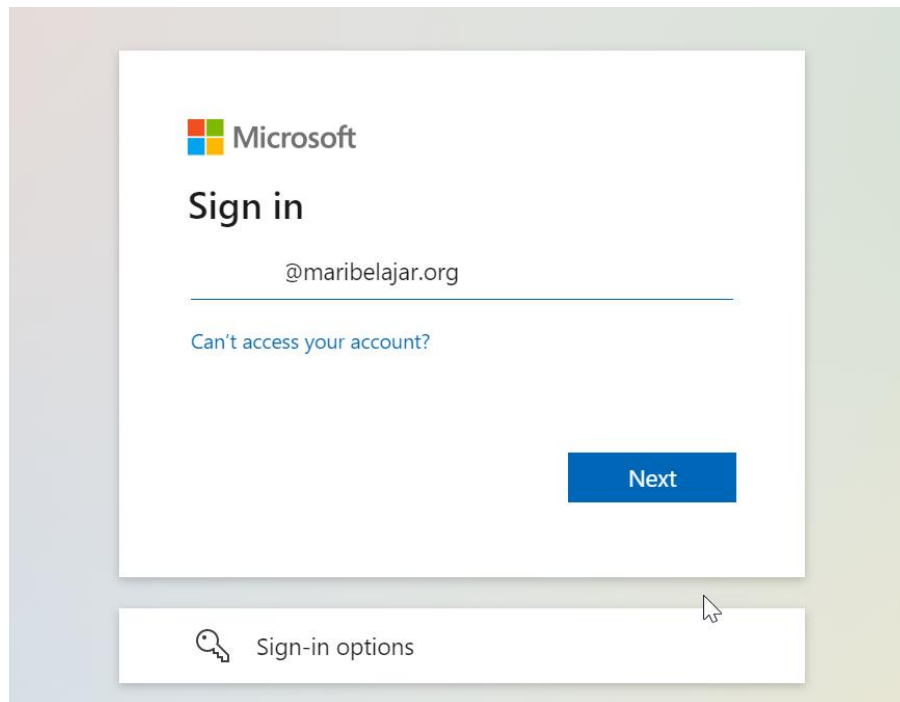 Microsoft
Sign in
@maribelajar.org
Can't access your account?
Next
Sign-in options